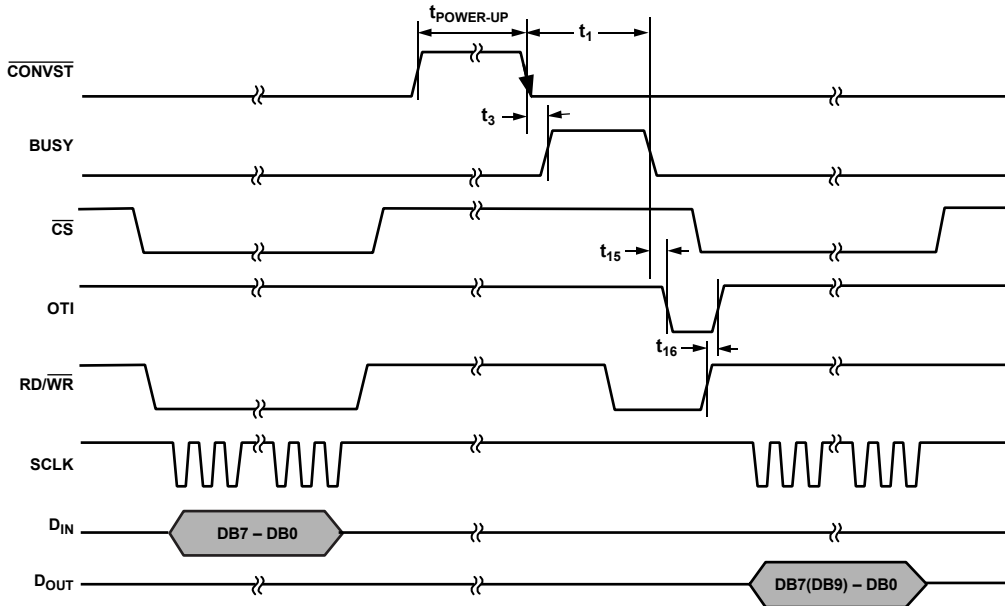 tPOWER-UP
t1
CONVST
t3
BUSY
CS
t15
OTI
t16
RD/WR
SCLK
DIN
DB7 – DB0
DOUT
DB7(DB9) – DB0